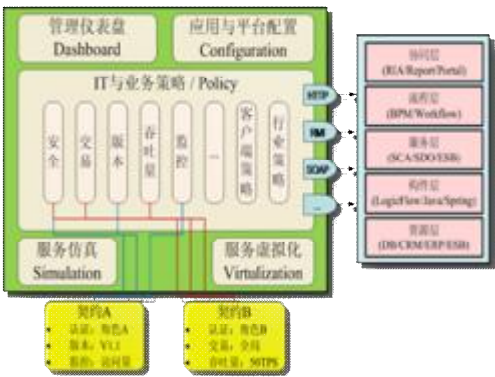 管理仪表盘
Dashboard
应用与平台配置
Configuration
IT与业务策略 / Policy
安全
交易
版本
吞吐量
监控
...
客户端策略
行业策略
HTTP
RMI
SOAP
...
服务仿真
Simulation
服务虚拟化
Virtualization
契约A
认证：角色A
版本：V1.1
监控：访问量
契约B
认证：角色B
交易：全局
吞吐量：50TPS
协同层
(RIA/Report/Portal)
流程层
(BPM/Workflow)
服务层
(SCA/SDO/ESB)
构件层
(LogicFlow/Java/Spring)
资源层
(DB/CRM/ERP/ESB)